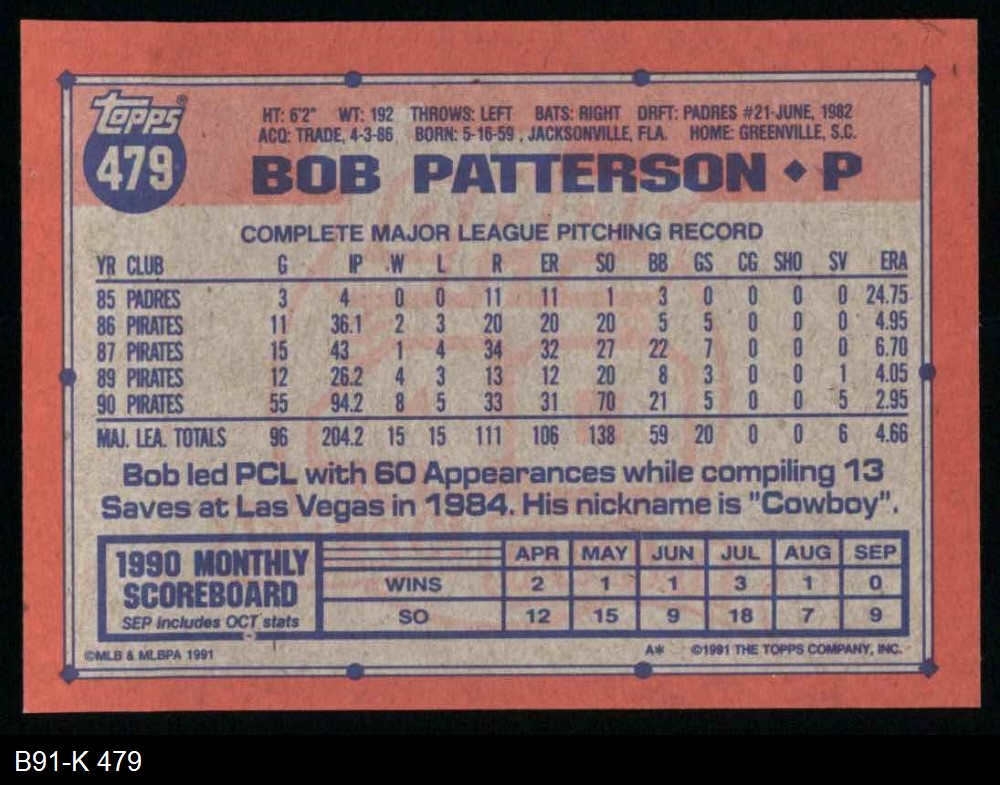 Topps®
479
HT: 6'2" WT: 192 THROWS: LEFT BATS: RIGHT DRFT: PADRES #21-JUNE, 1982
ACQ: TRADE, 4-3-86 BORN: 5-16-59, JACKSONVILLE, FLA. HOME: GREENVILLE, S.C.
BOB PATTERSON ◆ P
COMPLETE MAJOR LEAGUE PITCHING RECORD
YR CLUB G IP W L R ER SO BB GS CG SHO SV ERA
85 PADRES 3 4 0 0 11 11 1 3 0 0 0 0 24.75
86 PIRATES 11 36.1 2 3 20 20 20 5 5 0 0 0 4.95
87 PIRATES 15 43 1 4 34 32 27 22 7 0 0 0 6.70
89 PIRATES 12 26.2 4 3 13 12 20 8 3 0 0 1 4.05
90 PIRATES 55 94.2 8 5 33 31 70 21 5 0 0 5 2.95
MAJ. LEA. TOTALS 96 204.2 15 15 111 106 138 59 20 0 0 6 4.66
Bob led PCL with 60 Appearances while compiling 13
Saves at Las Vegas in 1984. His nickname is "Cowboy".
1990 MONTHLY
SCOREBOARD
SEP includes OCT stats
APR MAY JUN JUL AUG SEP
WINS 2 1 1 3 1 0
SO 12 15 9 18 7 9
©MLB & MLBPA 1991
A* ©1991 THE TOPPS COMPANY, INC.
B91-K 479